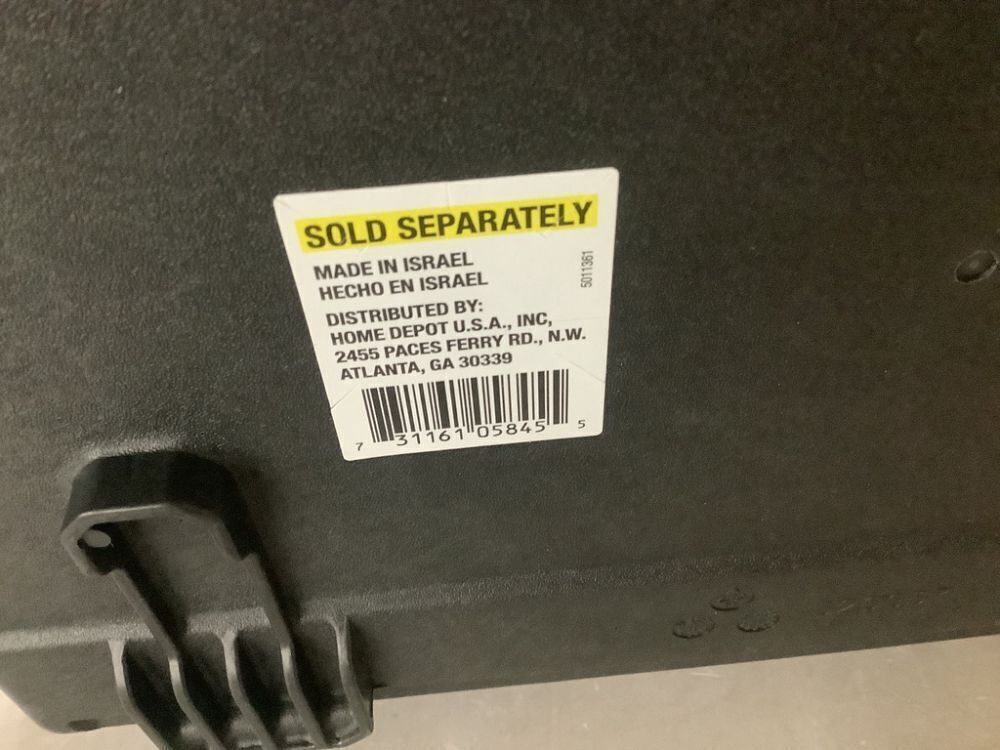 SOLD SEPARATELY
MADE IN ISRAEL
HECHO EN ISRAEL
5011361
DISTRIBUTED BY:
HOME DEPOT U.S.A., INC,
2455 PACES FERRY RD., N.W.
ATLANTA, GA 30339
7 31161 05845 5